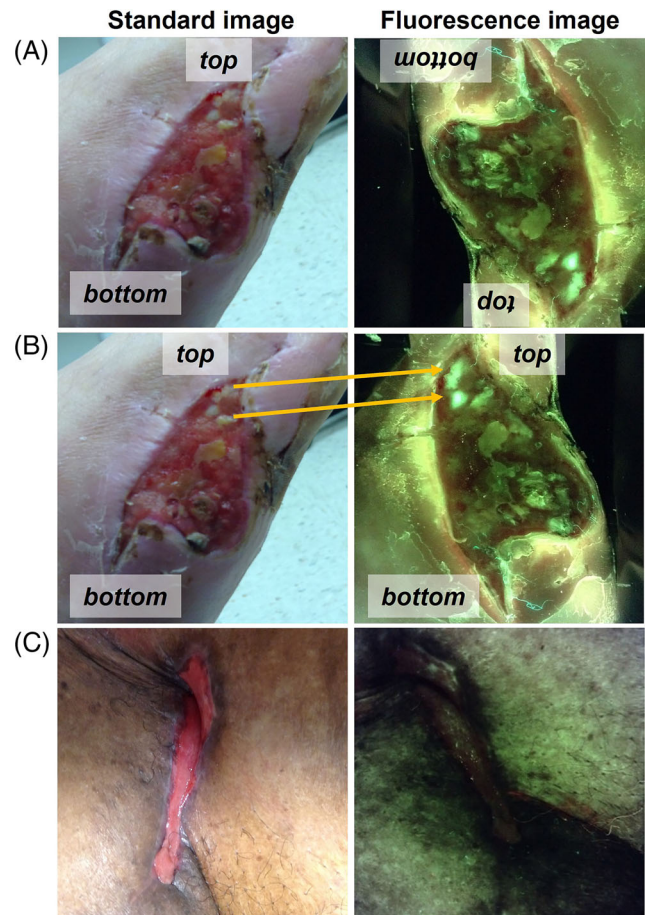 Standard image Fluorescence image
(A) top bottom
bottom top
(B) top top
bottom bottom
(C)